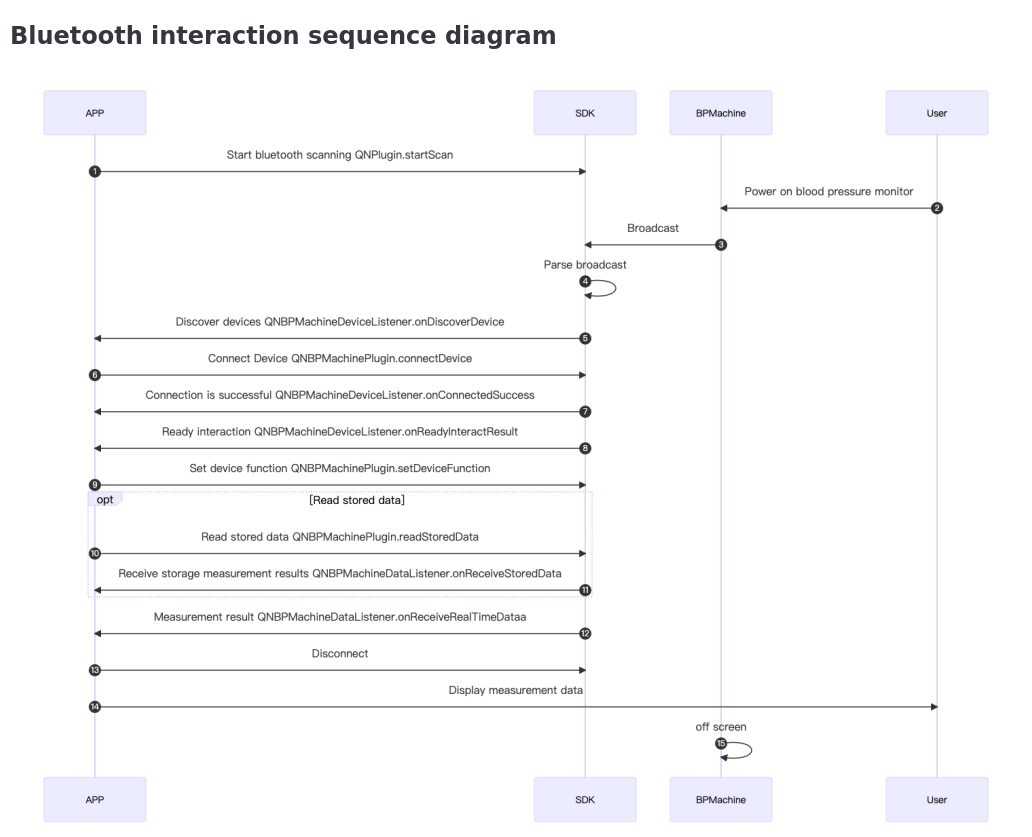 Bluetooth interaction sequence diagram
APP SDK BPMachine User
Start bluetooth scanning QNPlugin.startScan
1
Power on blood pressure monitor
2
Broadcast
3
Parse broadcast
4
Discover devices QNBPMachineDeviceListener.onDiscoverDevice
5
Connect Device QNBPMachinePlugin.connectDevice
6
Connection is successful QNBPMachineDeviceListener.onConnectedSuccess
7
Ready interaction QNBPMachineDeviceListener.onReadyInteractResult
8
Set device function QNBPMachinePlugin.setDeviceFunction
9
opt [Read stored data]
Read stored data QNBPMachinePlugin.readStoredData
10
Receive storage measurement results QNBPMachineDataListener.onReceiveStoredData
11
Measurement result QNBPMachineDataListener.onReceiveRealTimeDataa
12
Disconnect
13
Display measurement data
14
off screen
15
APP SDK BPMachine User